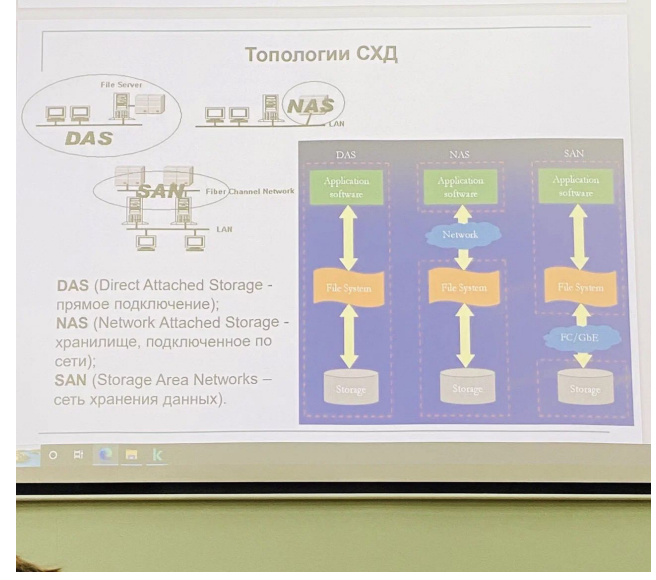 Топологии СХД
File Server
DAS
NAS
LAN
SAN
Fiber Channel Network
LAN
DAS (Direct Attached Storage -
прямое подключение);
NAS (Network Attached Storage -
хранилище, подключенное по
сети);
SAN (Storage Area Networks –
сеть хранения данных).
DAS NAS SAN
Application
software
Application
software
Application
software
Network
File System File System File System
FC/GbE
Storage Storage Storage